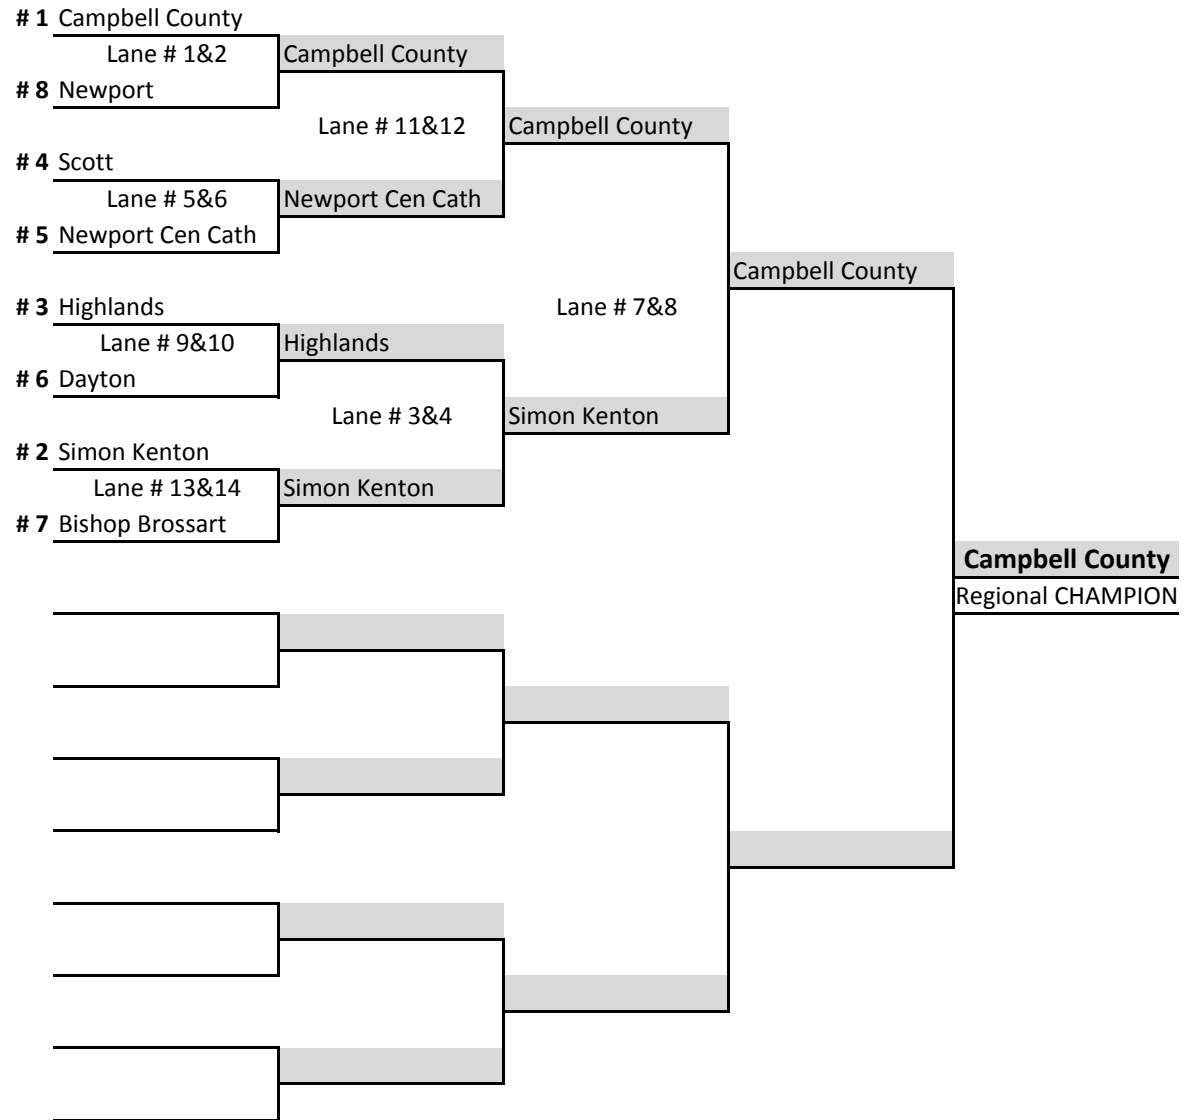 # 1 Campbell County
Lane # 1&2
Campbell County
# 8 Newport
Lane # 11&12
Campbell County
# 4 Scott
Lane # 5&6
Newport Cen Cath
# 5 Newport Cen Cath
Campbell County
# 3 Highlands
Lane # 7&8
Lane # 9&10
Highlands
# 6 Dayton
Lane # 3&4
Simon Kenton
# 2 Simon Kenton
Lane # 13&14
Simon Kenton
# 7 Bishop Brossart
Campbell County
Regional CHAMPION